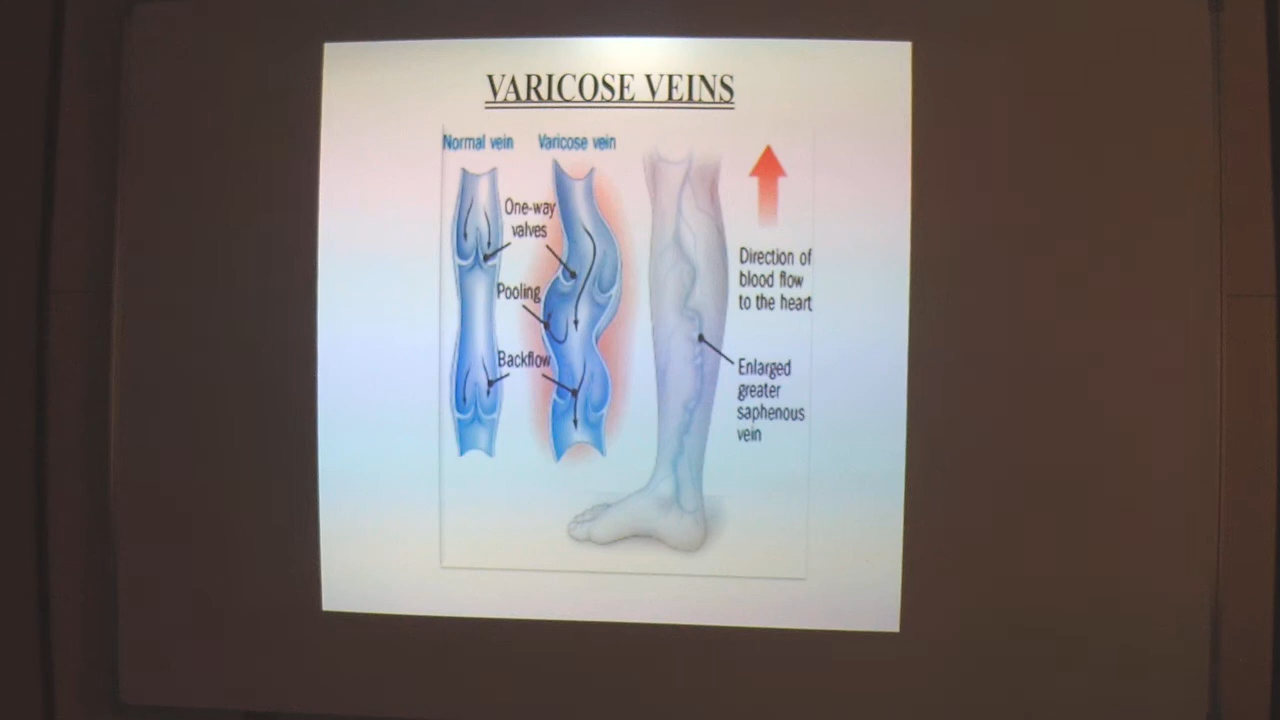 VARICOSE VEINS
Normal vein
Varicose vein
One-way
valves
Pooling
Backflow
Direction of
blood flow
to the heart
Enlarged
greater
saphenous
vein